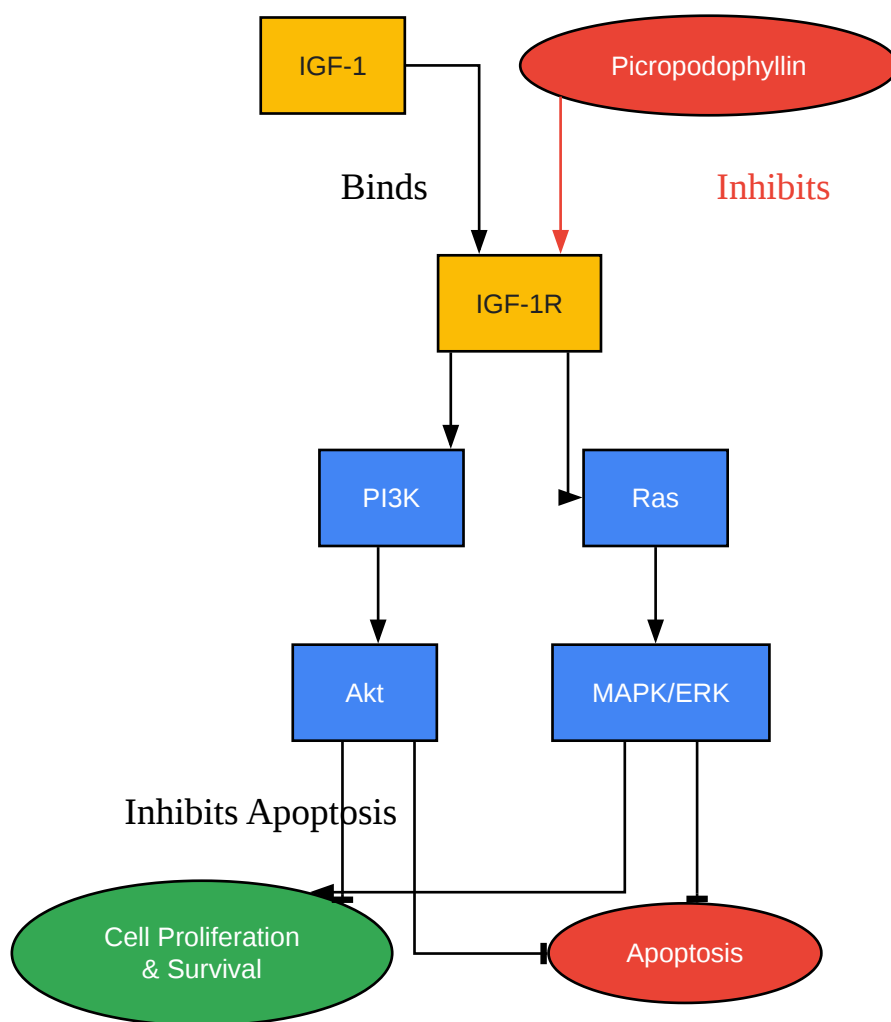 IGF-1
Picropodophyllin
Binds
Inhibits
IGF-1R
PI3K
Ras
Akt
MAPK/ERK
Inhibits Apoptosis
Cell Proliferation
& Survival
Apoptosis